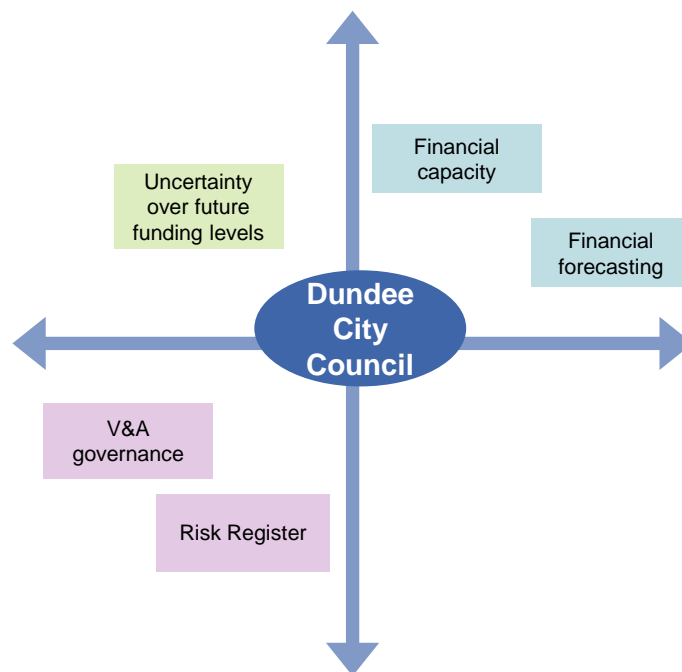 Financial
capacity
Uncertainty
over future
funding levels
Financial
forecasting
Dundee
City
Council
V&A
governance
Risk Register